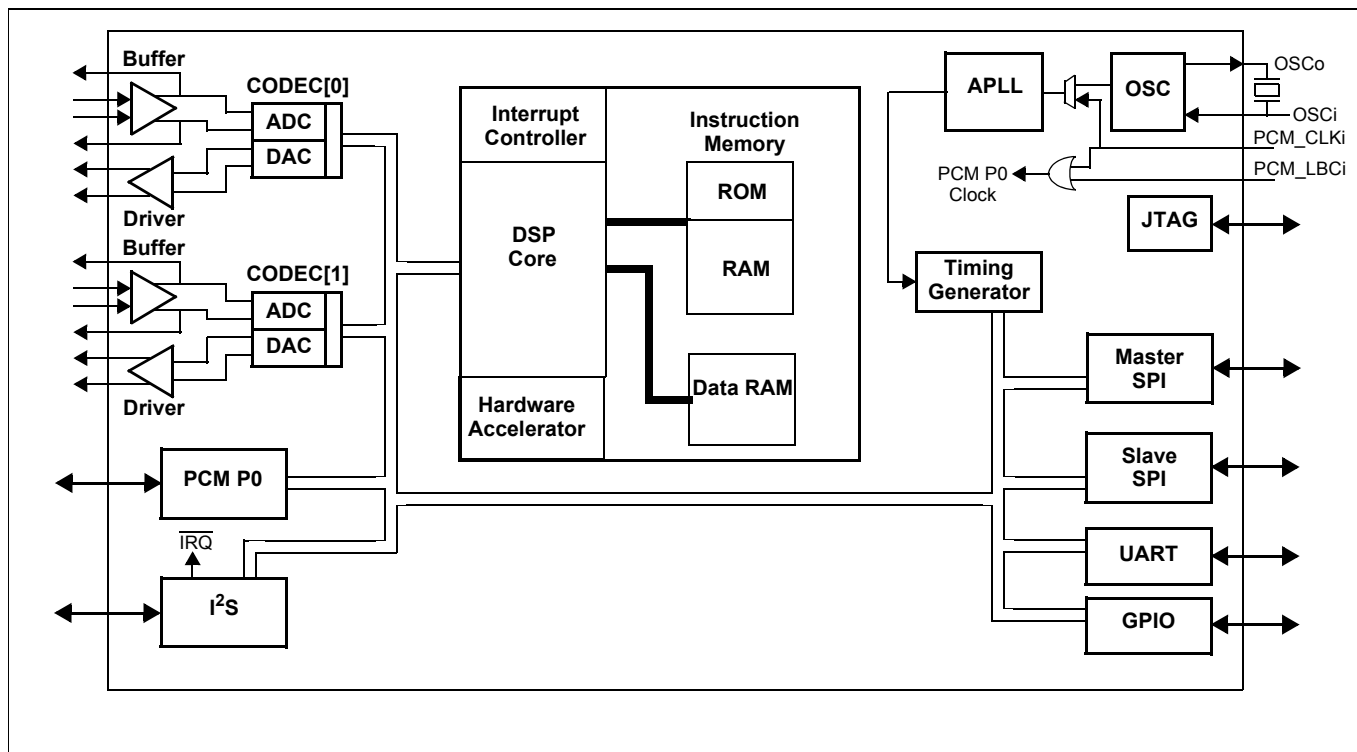 Buffer
CODEC[0]
ADC
DAC
Driver
Buffer
CODEC[1]
ADC
DAC
Driver
PCM P0
IRQ
I²S
Interrupt
Controller
DSP
Core
Hardware
Accelerator
Instruction
Memory
ROM
RAM
Data RAM
APLL
OSC
OSCo
OSCi
PCM_CLKi
PCM_LBCi
PCM P0
Clock
JTAG
Timing
Generator
Master
SPI
Slave
SPI
UART
GPIO